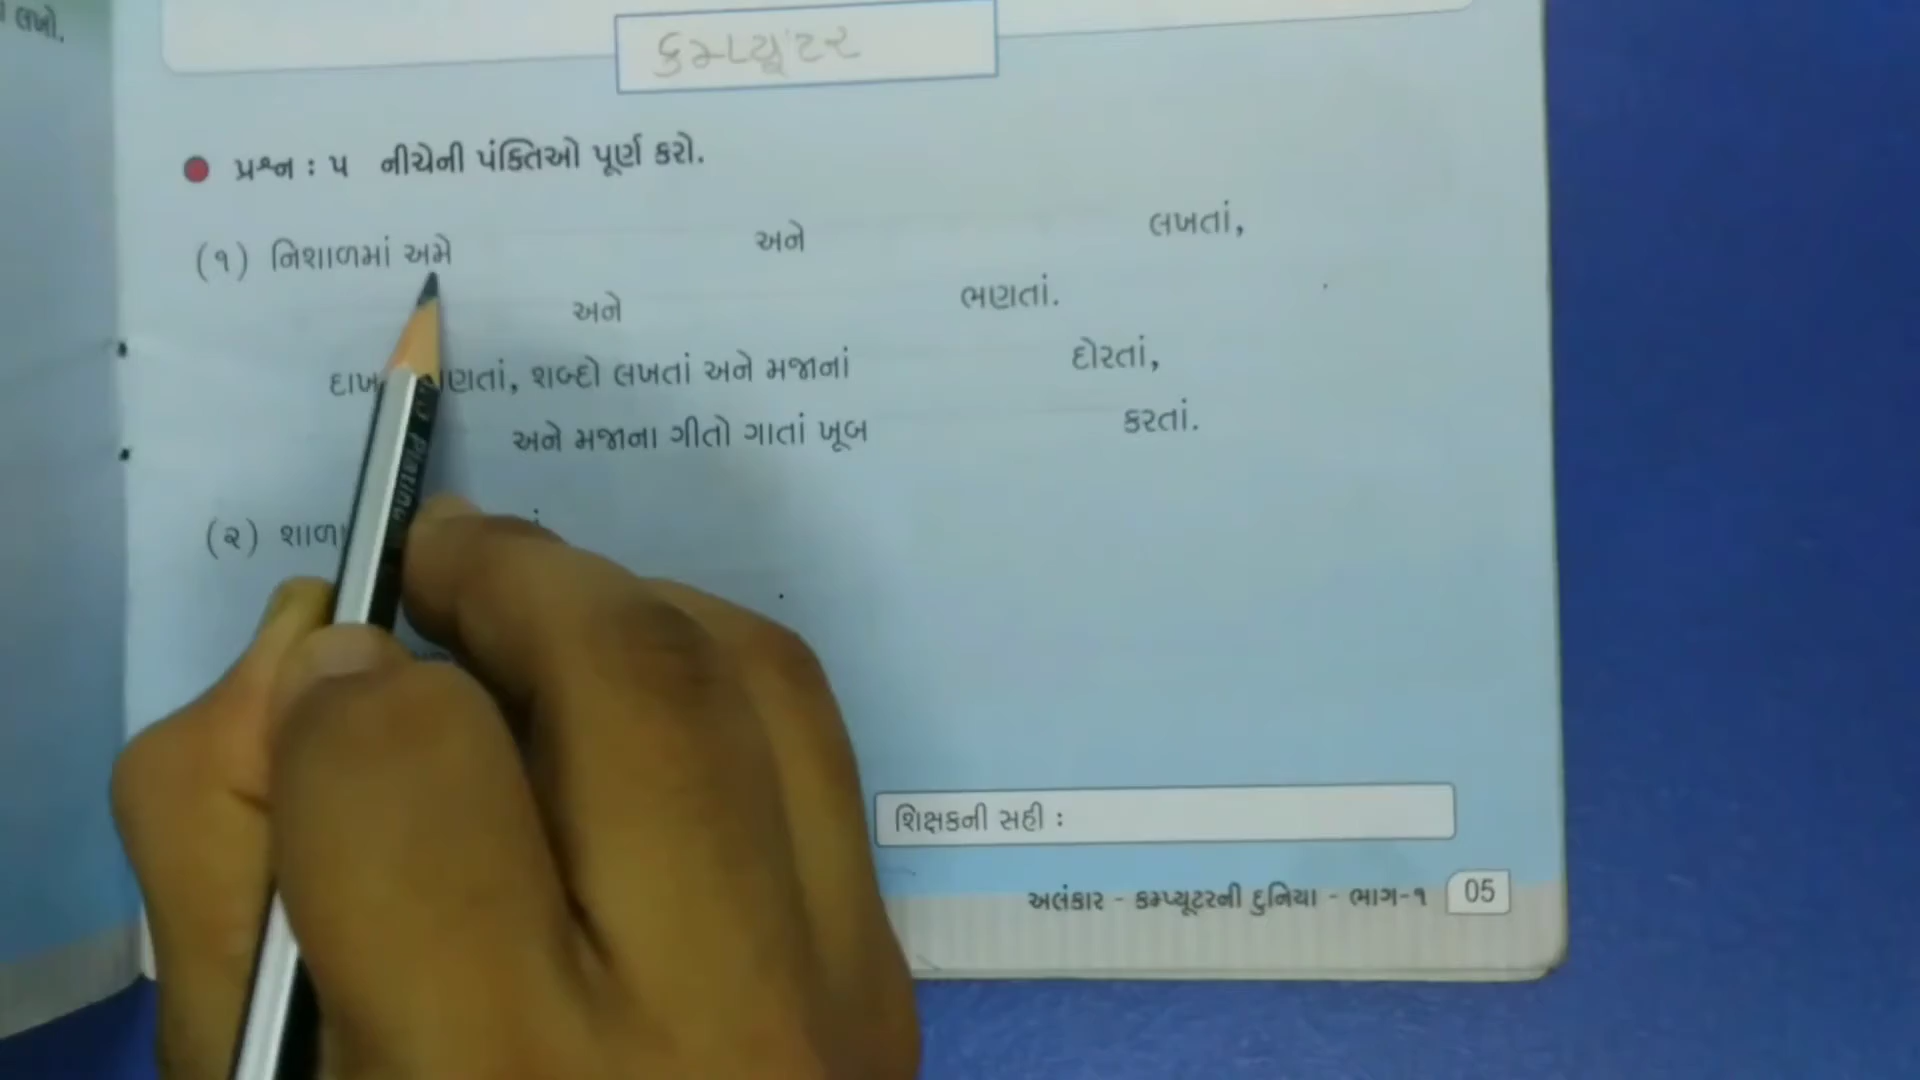 લખો.
કમ્પ્યૂટર
પ્રશ્ન : ૫ નીચેની પંક્તિઓ પૂર્ણ કરો.
(૧) નિશાળમાં અમે અને લખતાં,
અને ભણતાં.
શબ્દો લખતાં અને મજાનાં દોરતાં,
અને મજાના ગીતો ગાતાં ખૂબ કરતાં.
(૨)
શિક્ષકની સહી :
અલંકાર - કમ્પ્યૂટરની દુનિયા - ભાગ-૧ 05